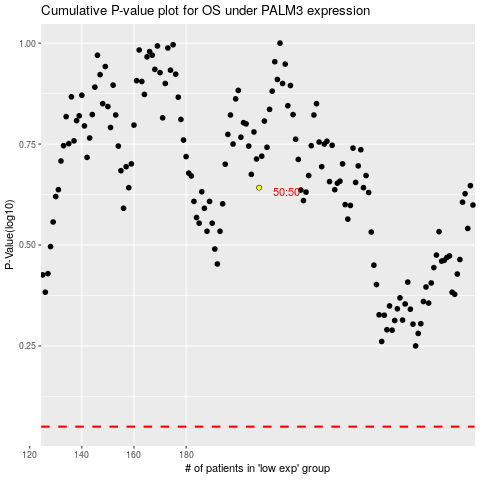 Cumulative P-value plot for OS under PALM3 expression
1.00
0.75
0.50
0.25
P-Value(log10)
50:50
120 140 160 180
# of patients in 'low exp' group